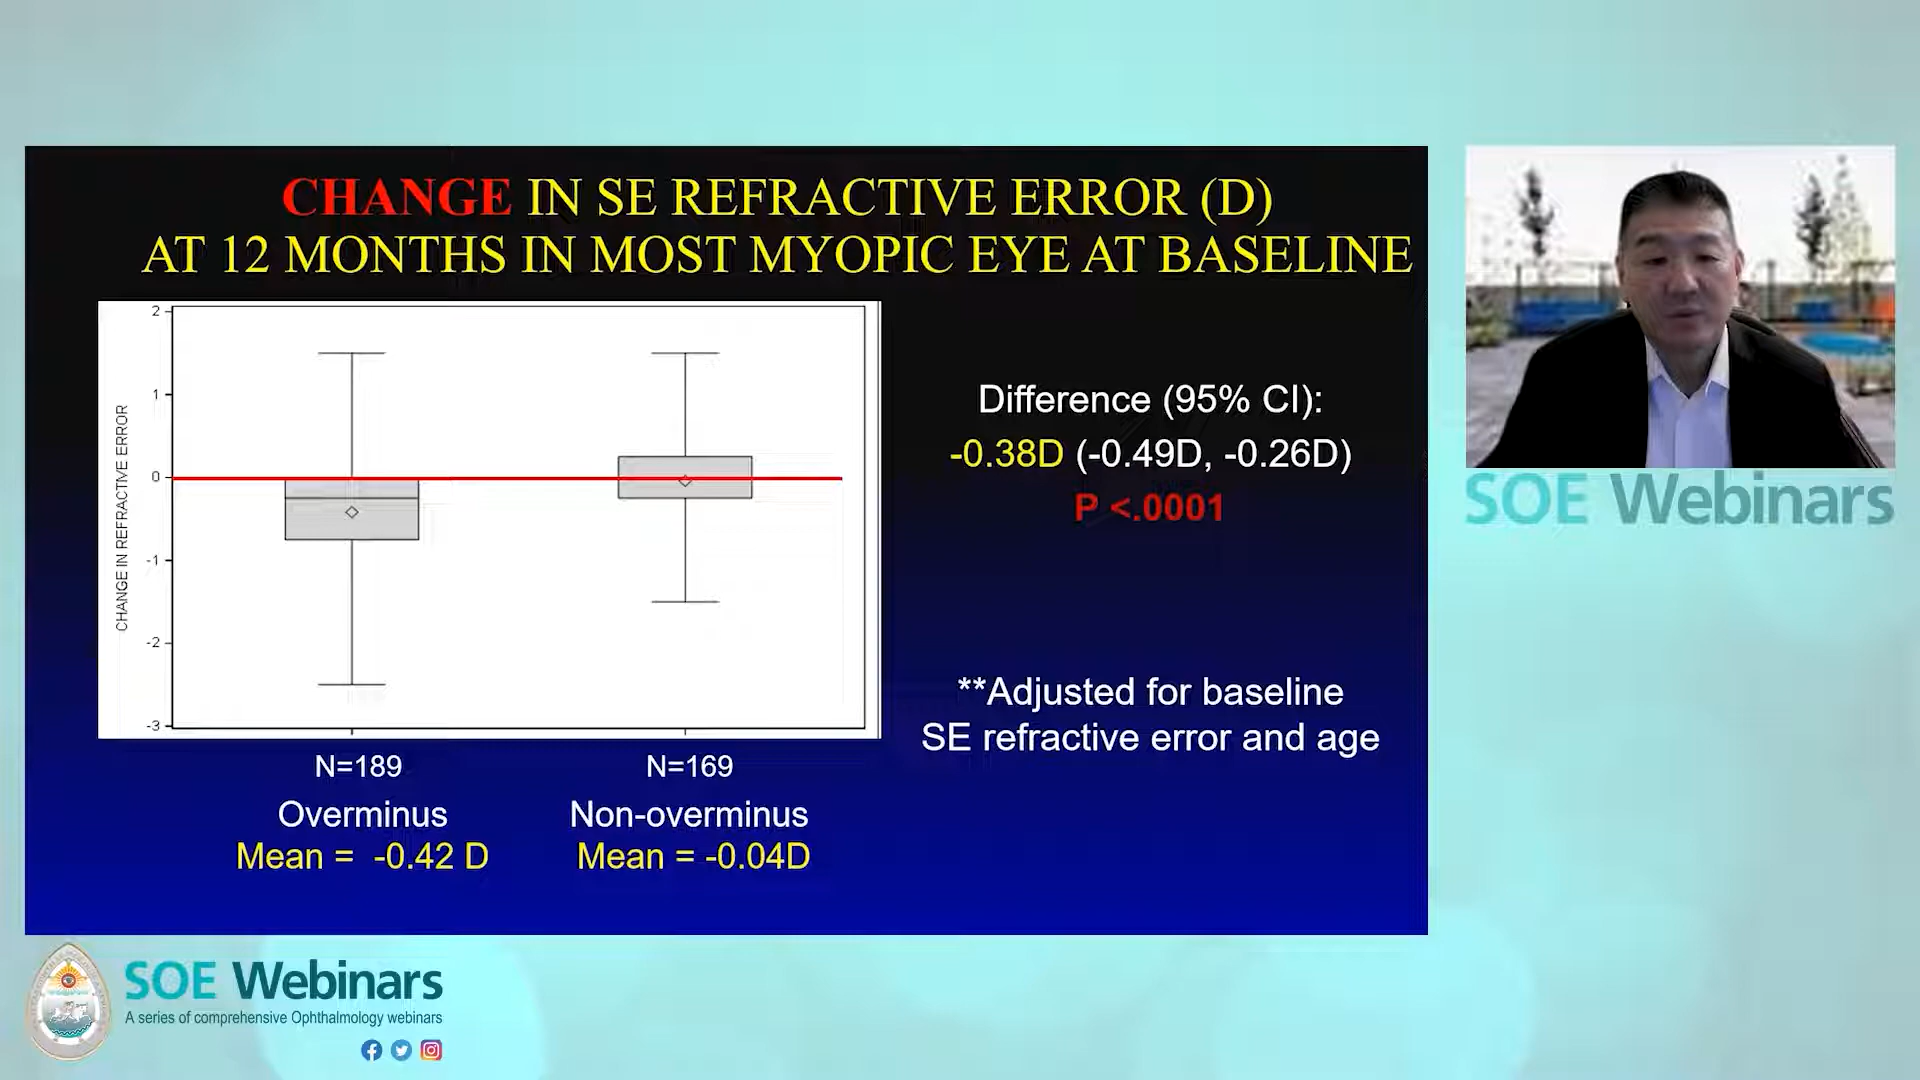 CHANGE IN SE REFRACTIVE ERROR (D)
AT 12 MONTHS IN MOST MYOPIC EYE AT BASELINE
CHANGE IN REFRACTIVE ERROR
2
1
0
-1
-2
-3
N=189
N=169
Overminus
Non-overminus
Mean = -0.42 D
Mean = -0.04D
Difference (95% CI):
-0.38D (-0.49D, -0.26D)
P <.0001
**Adjusted for baseline
SE refractive error and age
SOE Webinars
SOE Webinars
A series of comprehensive Ophthalmology webinars